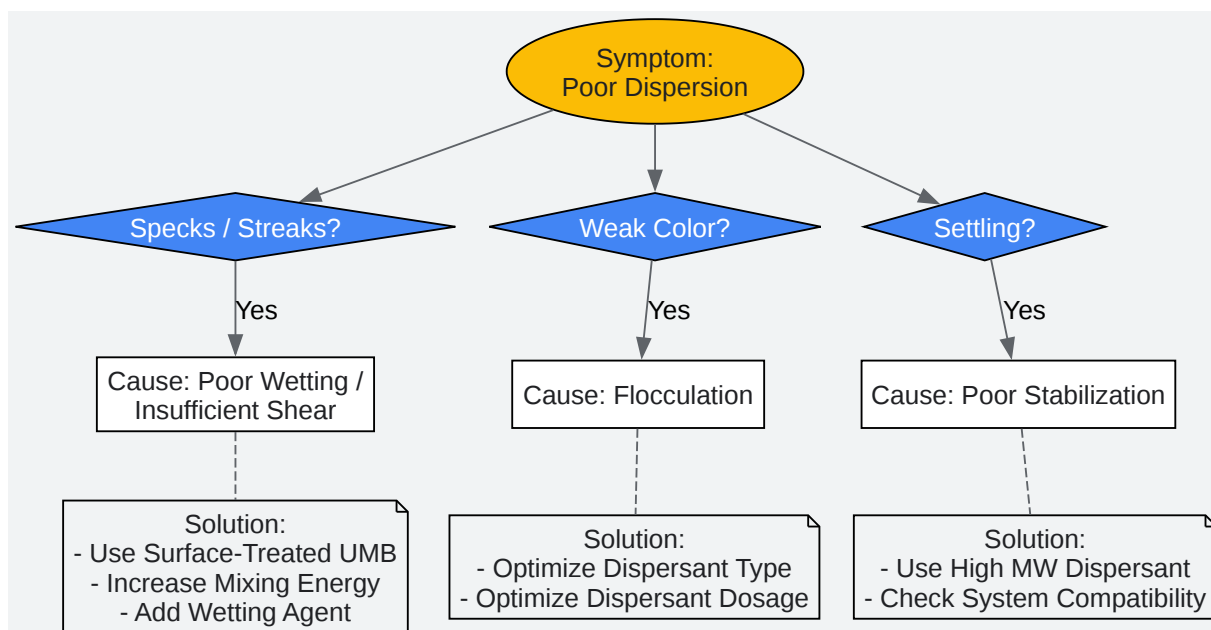 Symptom:
Poor Dispersion
Specks / Streaks?
Weak Color?
Settling?
Yes
Yes
Yes
Cause: Poor Wetting /
Insufficient Shear
Cause: Flocculation
Cause: Poor Stabilization
Solution:
- Use Surface-Treated UMB
- Increase Mixing Energy
- Add Wetting Agent
Solution:
- Optimize Dispersant Type
- Optimize Dispersant Dosage
Solution:
- Use High MW Dispersant
- Check System Compatibility